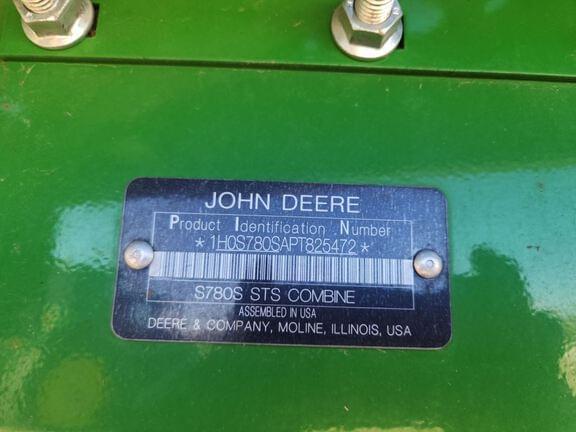 JOHN DEERE
Product Identification Number
*1H0S780SAPT825472*
S780S STS COMBINE
ASSEMBLED IN USA
DEERE & COMPANY, MOLINE, ILLINOIS, USA